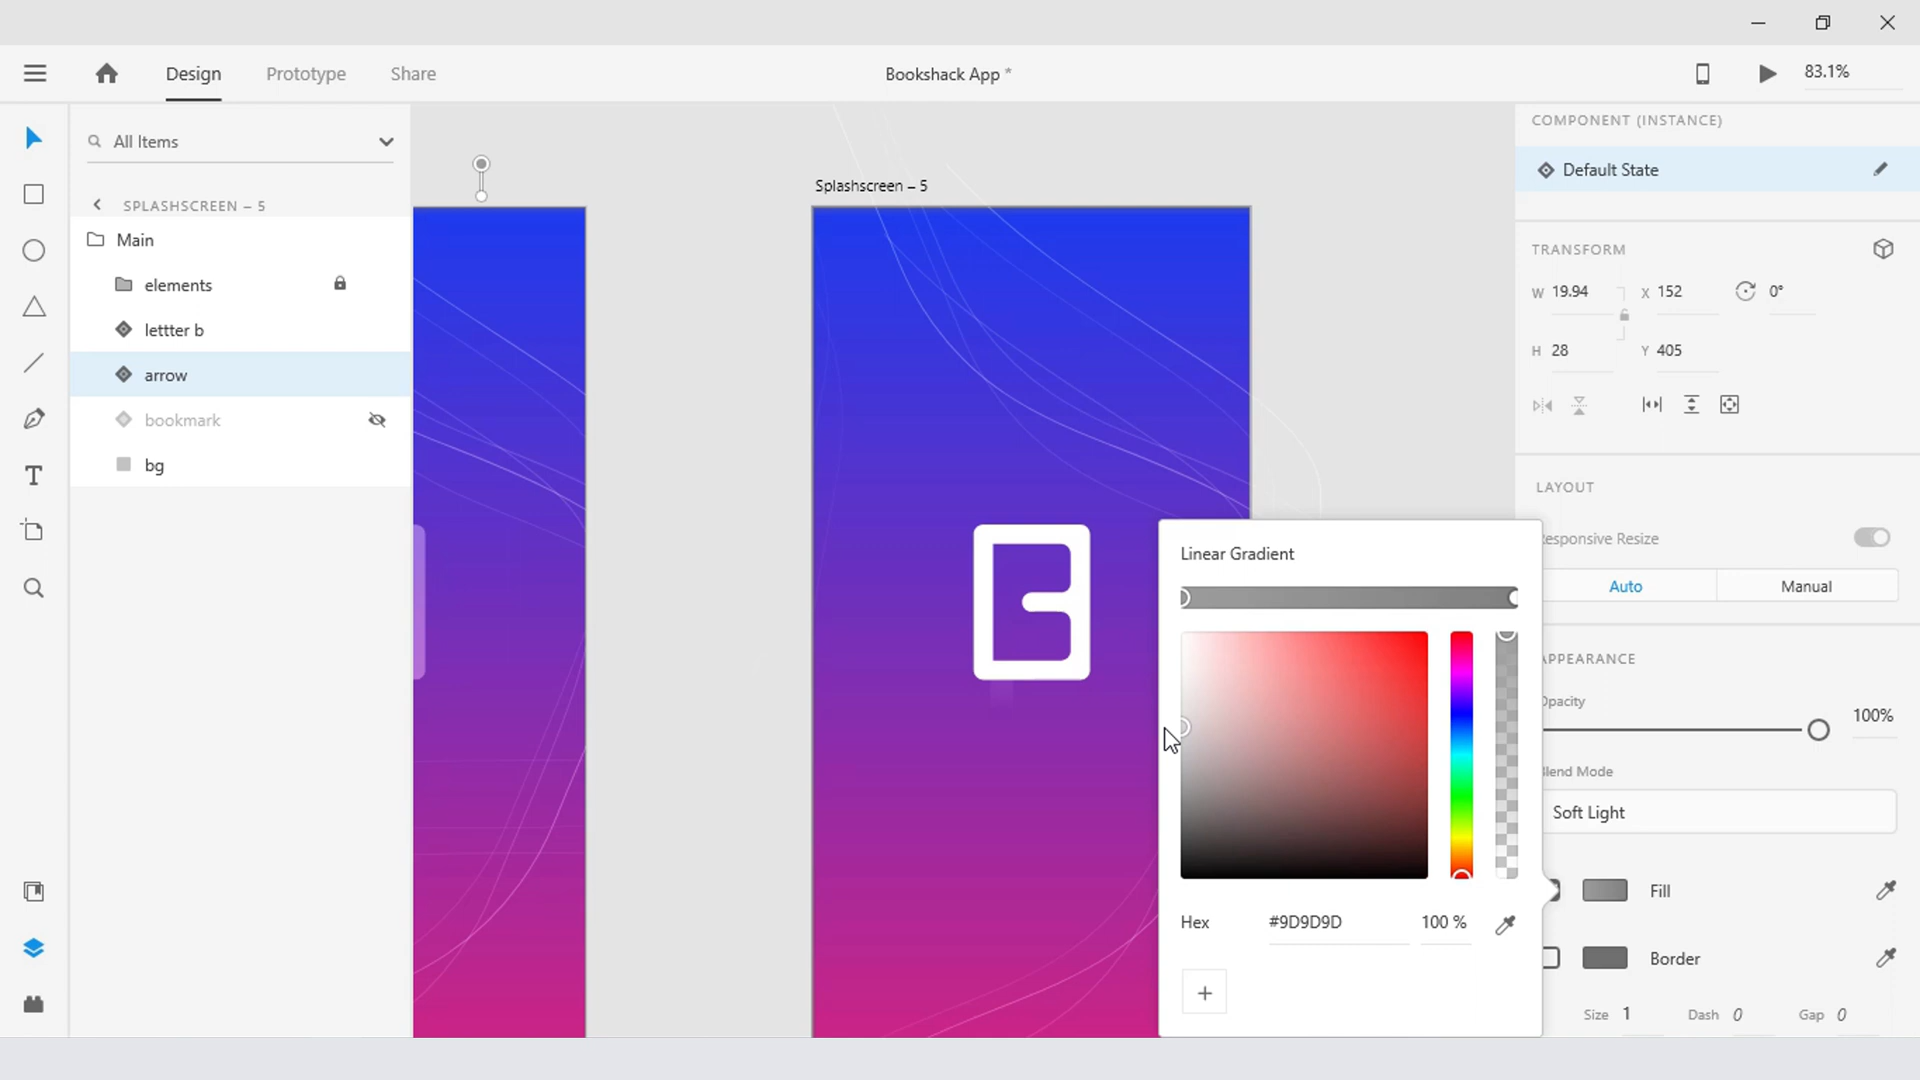 Design
Prototype
Share
Bookshack App *
83.1%
All Items
SPLASHSCREEN – 5
Main
elements
lettter b
arrow
bookmark
bg
Splashscreen – 5
B
Linear Gradient
Hex
#9D9D9D
100 %
+
COMPONENT (INSTANCE)
Default State
TRANSFORM
W 19.94
X 152
0°
H 28
Y 405
LAYOUT
Responsive Resize
Auto
Manual
APPEARANCE
Opacity
100%
Blend Mode
Soft Light
Fill
Border
Size 1
Dash 0
Gap 0